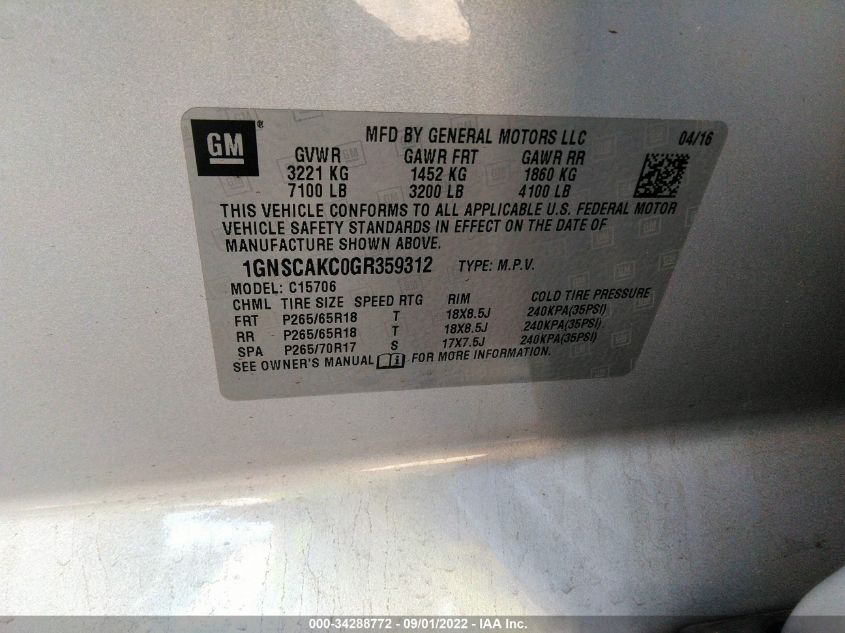 GM ® MFD BY GENERAL MOTORS LLC 04/16
GVWR GAWR FRT GAWR RR
3221 KG 1452 KG 1860 KG
7100 LB 3200 LB 4100 LB
THIS VEHICLE CONFORMS TO ALL APPLICABLE U.S. FEDERAL MOTOR
VEHICLE SAFETY STANDARDS IN EFFECT ON THE DATE OF
MANUFACTURE SHOWN ABOVE.
1GNSCAKC0GR359312 TYPE: M.P.V.
MODEL: C15706
CHML TIRE SIZE SPEED RTG RIM COLD TIRE PRESSURE
FRT P265/65R18 T 18X8.5J 240KPA(35PSI)
RR P265/65R18 T 18X8.5J 240KPA(35PSI)
SPA P265/70R17 S 17X7.5J 240KPA(35PSI)
SEE OWNER'S MANUAL i FOR MORE INFORMATION.
000-34288772 - 09/01/2022 - IAA Inc.